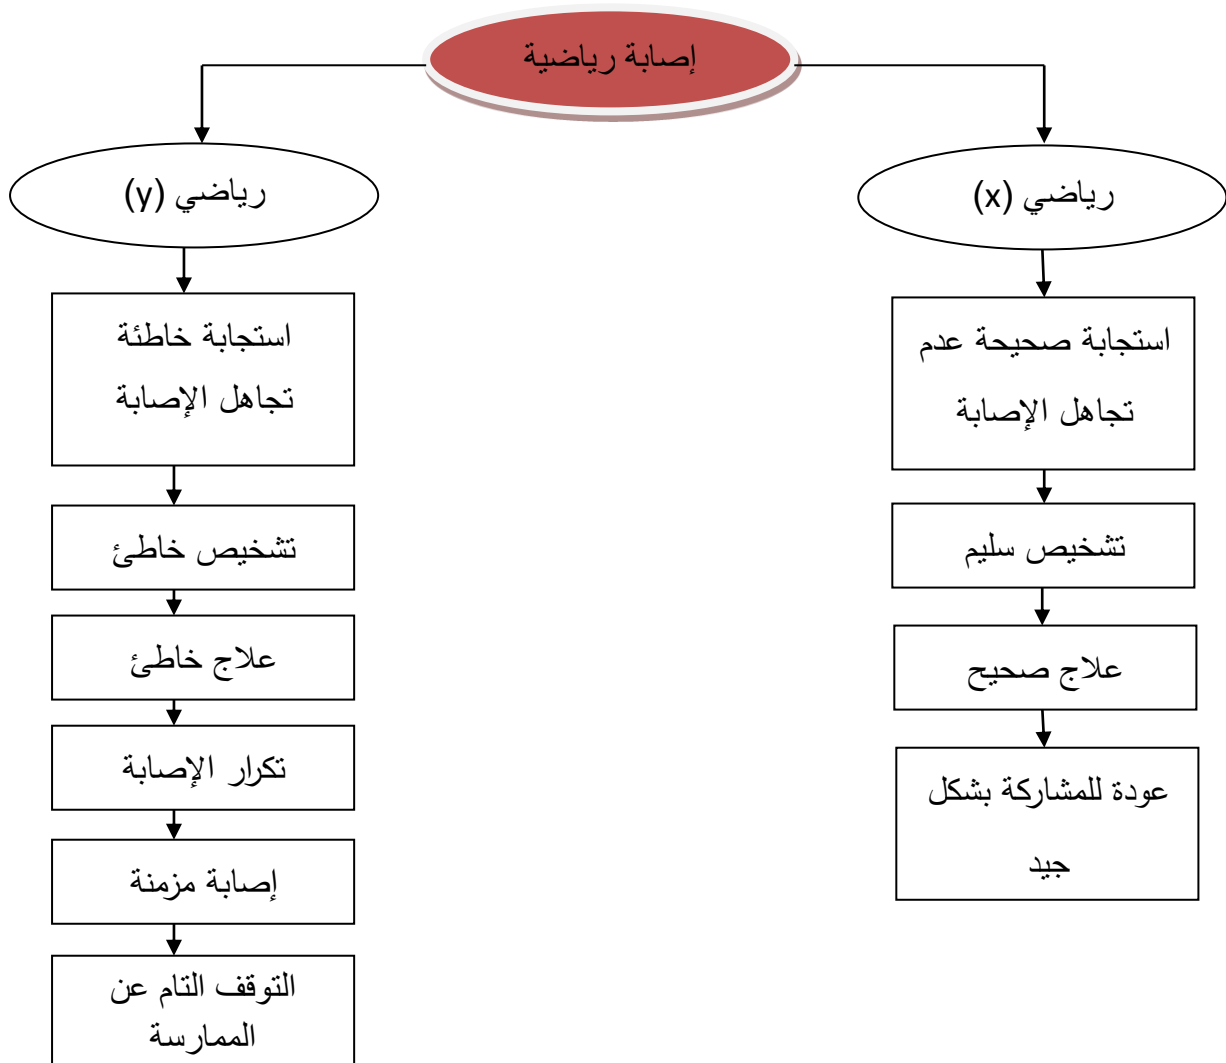 إصابة رياضية
رياضي (x)
استجابة صحيحة عدم
تجاهل الإصابة
تشخيص سليم
علاج صحيح
عودة للمشاركة بشكل
جيد
رياضي (y)
استجابة خاطئة
تجاهل الإصابة
تشخيص خاطئ
علاج خاطئ
تكرار الإصابة
إصابة مزمنة
التوقف التام عن
الممارسة